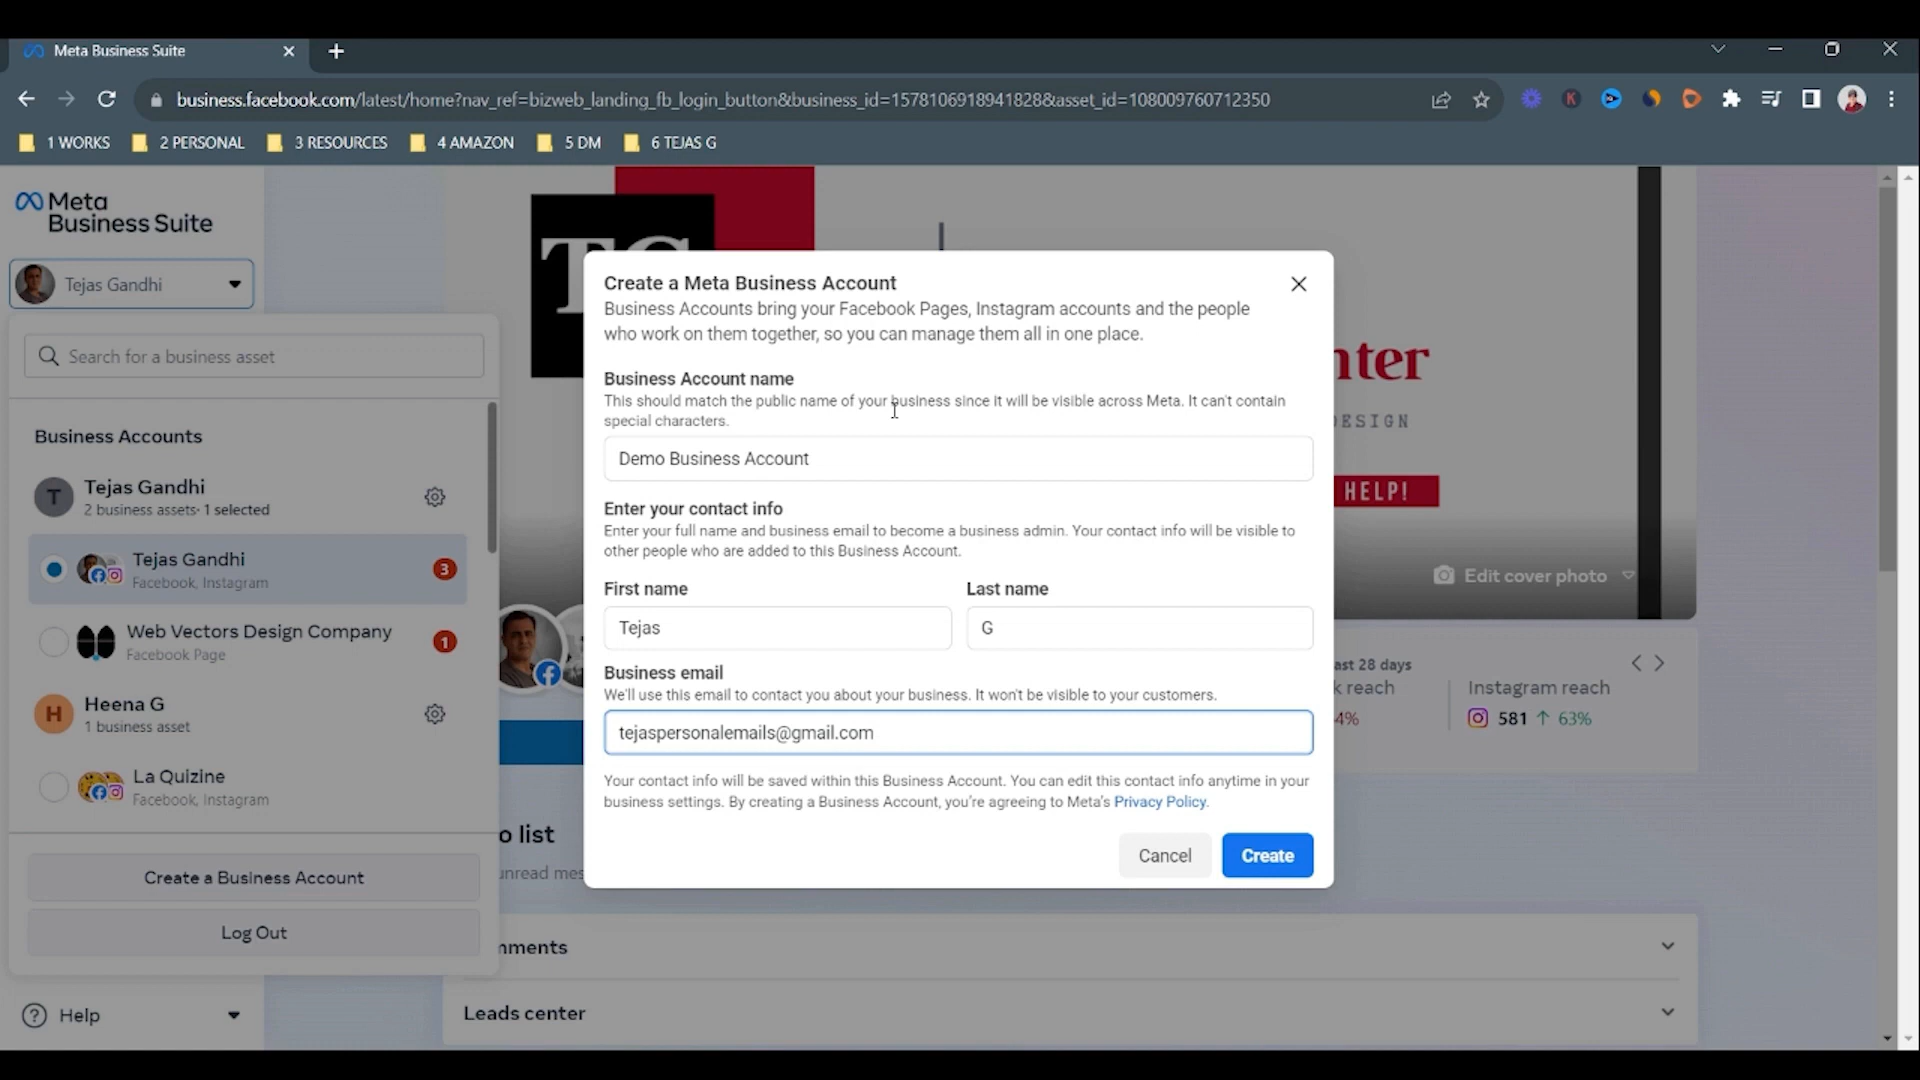 Meta Business Suite
business.facebook.com/latest/home?nav_ref=bizweb_landing_fb_login_button&business_id=1578106918941828&asset_id=108009760712350
1 WORKS
2 PERSONAL
3 RESOURCES
4 AMAZON
5 DM
6 TEJAS G
Meta
Business Suite
Tejas Gandhi
Search for a business asset
Business Accounts
T
Tejas Gandhi
2 business assets· 1 selected
Tejas Gandhi
Facebook, Instagram
3
Web Vectors Design Company
Facebook Page
1
H
Heena G
1 business asset
La Quizine
Facebook, Instagram
Create a Business Account
Log Out
Help
Create a Meta Business Account
Business Accounts bring your Facebook Pages, Instagram accounts and the people
who work on them together, so you can manage them all in one place.
Business Account name
This should match the public name of your business since it will be visible across Meta. It can't contain
special characters.
Demo Business Account
Enter your contact info
Enter your full name and business email to become a business admin. Your contact info will be visible to
other people who are added to this Business Account.
First name
Last name
Tejas
G
Business email
We'll use this email to contact you about your business. It won't be visible to your customers.
tejaspersonalemails@gmail.com
Your contact info will be saved within this Business Account. You can edit this contact info anytime in your
business settings. By creating a Business Account, you're agreeing to Meta's Privacy Policy.
Cancel
Create
nter
DESIGN
HELP!
Edit cover photo
ast 28 days
k reach
4%
Instagram reach
581 ↑ 63%
o list
unread mes
mments
Leads center